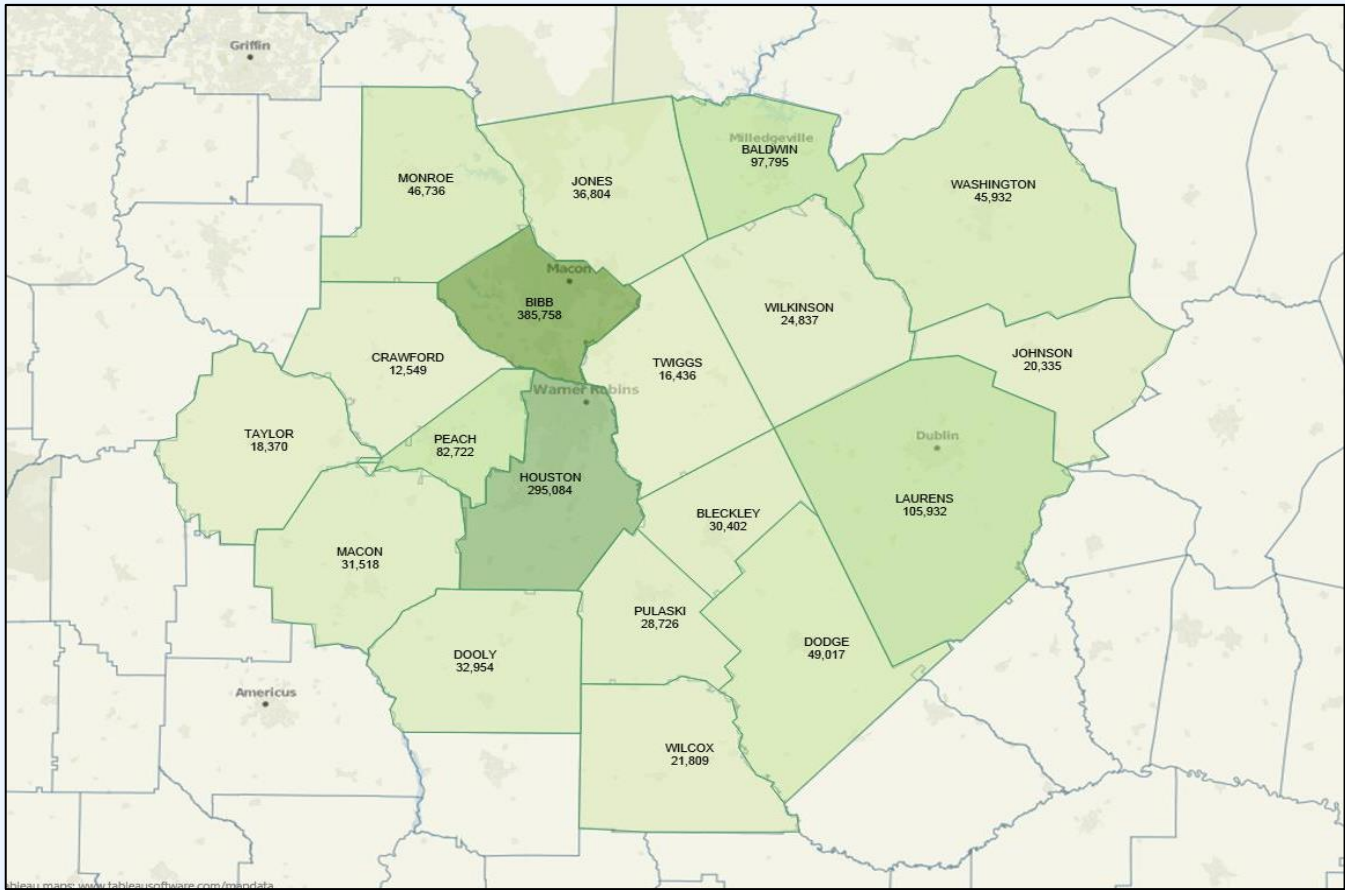 Griffin
Milledgeville
BALDWIN
97,795
MONROE
46,736
JONES
36,804
WASHINGTON
45,932
Macon
BIBB
385,758
WILKINSON
24,837
CRAWFORD
12,549
TWIGGS
16,436
JOHNSON
20,335
Warner Robins
TAYLOR
18,370
PEACH
82,722
Dublin
HOUSTON
295,084
LAURENS
105,932
BLECKLEY
30,402
MACON
31,518
PULASKI
28,726
DODGE
49,017
DOOLY
32,954
Americus
WILCOX
21,809
maps: www.tableausoftware.com/mapdata